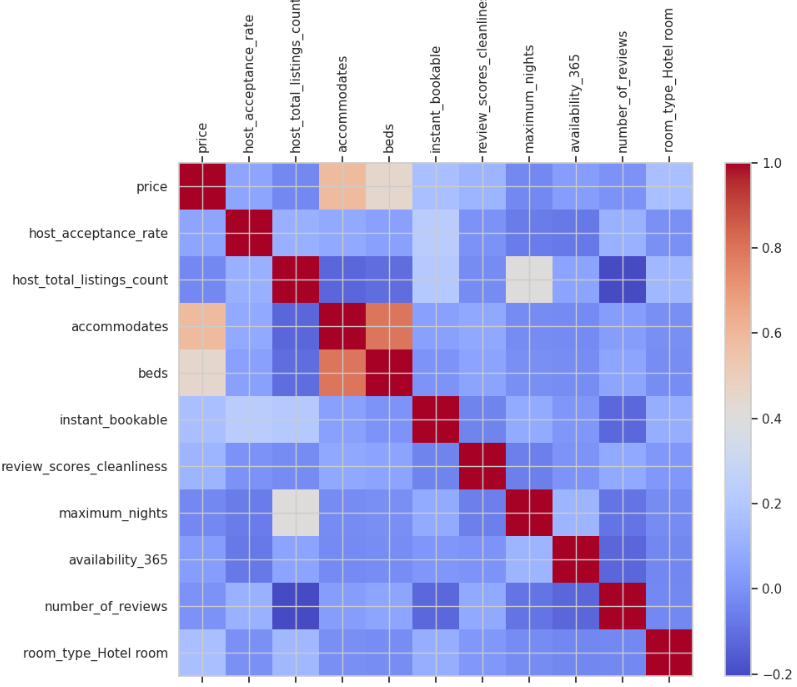 price
host_acceptance_rate
host_total_listings_count
accommodates
beds
instant_bookable
review_scores_cleanliness
maximum_nights
availability_365
number_of_reviews
room_type_Hotel room
price
host_acceptance_rate
host_total_listings_count
accommodates
beds
instant_bookable
review_scores_cleanliness
maximum_nights
availability_365
number_of_reviews
room_type_Hotel room
1.0
0.8
0.6
0.4
0.2
0.0
−0.2